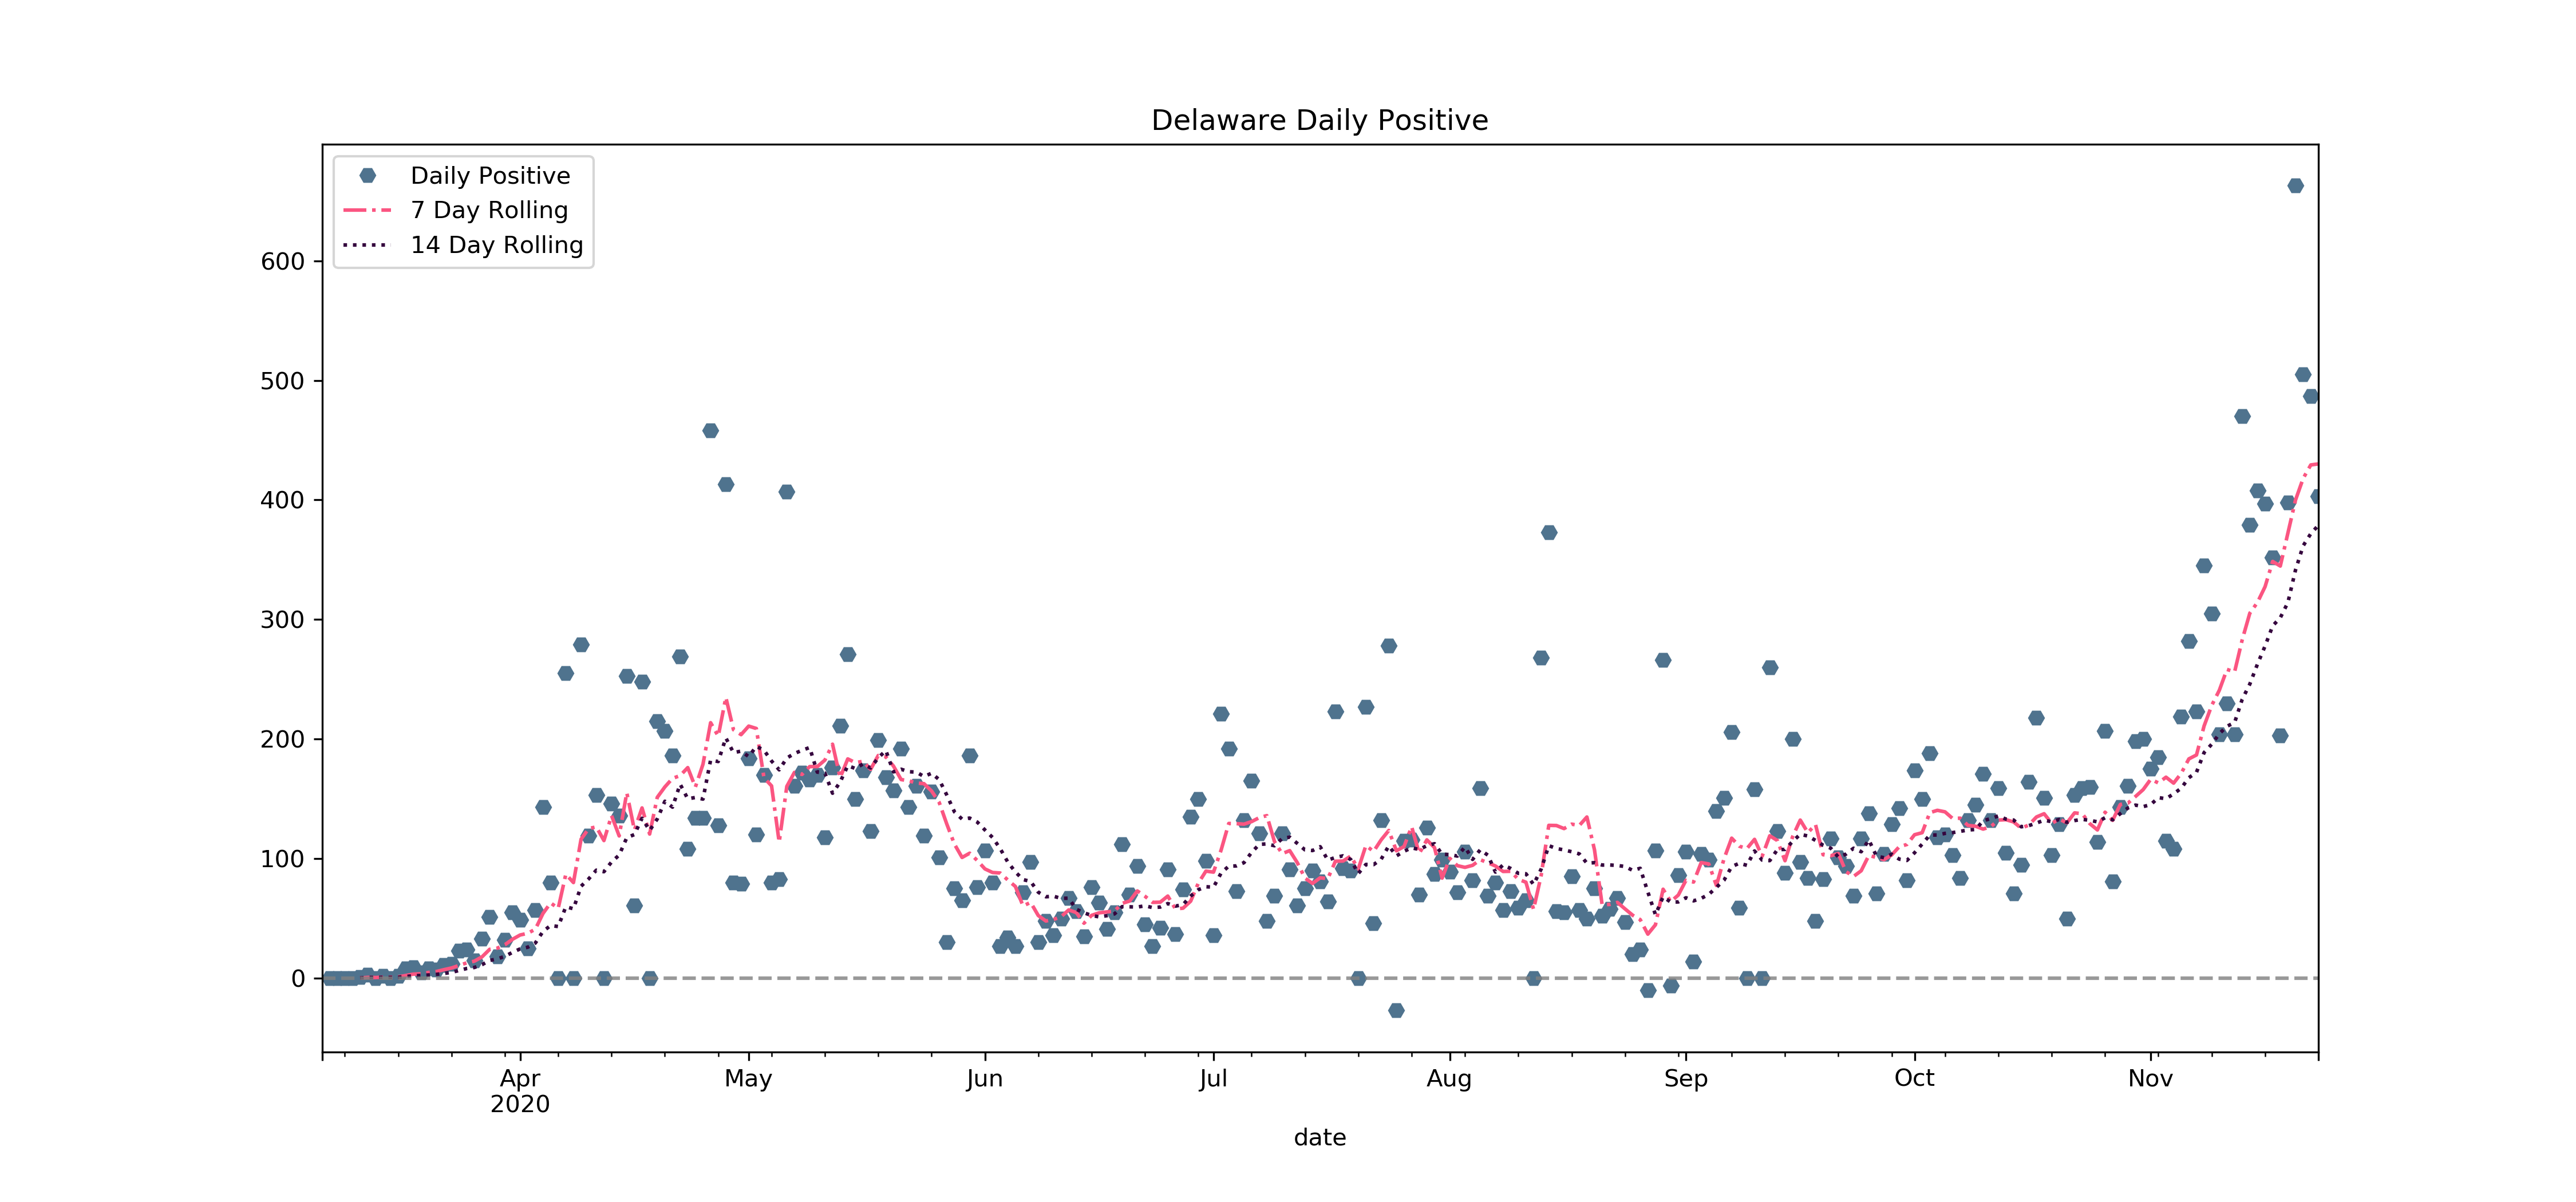 Delaware Daily Positive
Daily Positive
7 Day Rolling
14 Day Rolling
600
500
400
300
200
100
0
Apr May Jun Jul Aug Sep Oct Nov
2020
date